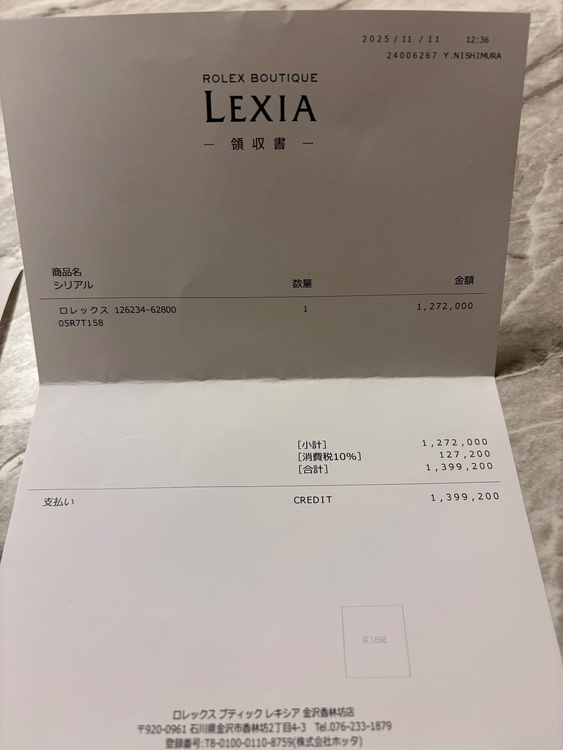 2025/11/11 12:36
24006267 Y.NISHIMURA
ROLEX BOUTIQUE
LEXIA
― 領収書 ―
商品名
シリアル 数量 金額
ロレックス 126234-62800 1 1,272,000
05R7T158
[小計] 1,272,000
[消費税10%] 127,200
[合計] 1,399,200
支払い CREDIT 1,399,200
収入印紙
ロレックス ブティック レキシア 金沢香林坊店
〒920-0961 石川県金沢市香林坊2丁目4-3 Tel.076-233-1879
登録番号:T8-0100-0110-8759(株式会社ホッタ)